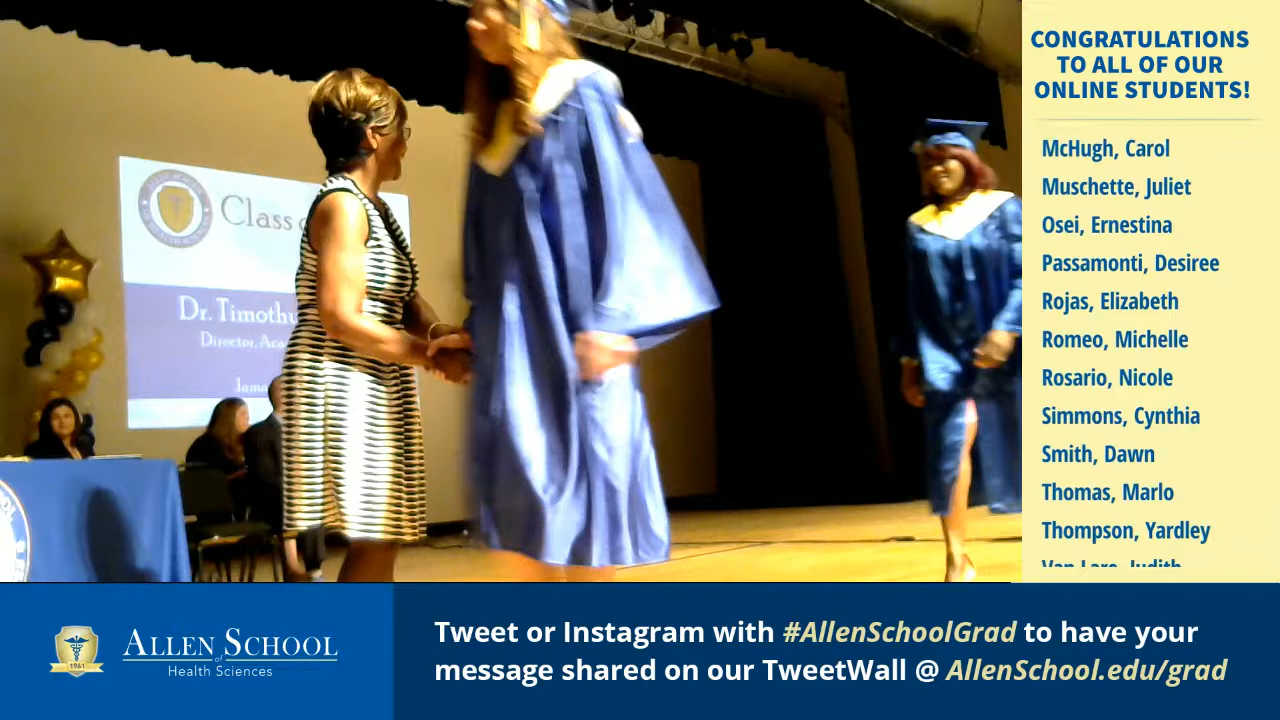 CONGRATULATIONS
TO ALL OF OUR
ONLINE STUDENTS!
McHugh, Carol
Muschette, Juliet
Osei, Ernestina
Passamonti, Desiree
Rojas, Elizabeth
Romeo, Michelle
Rosario, Nicole
Simmons, Cynthia
Smith, Dawn
Thomas, Marlo
Thompson, Yardley
Class
Dr. Timothy
Director,
ALLEN SCHOOL
of
Health Sciences
1961
Tweet or Instagram with #AllenSchoolGrad to have your
message shared on our TweetWall @ AllenSchool.edu/grad